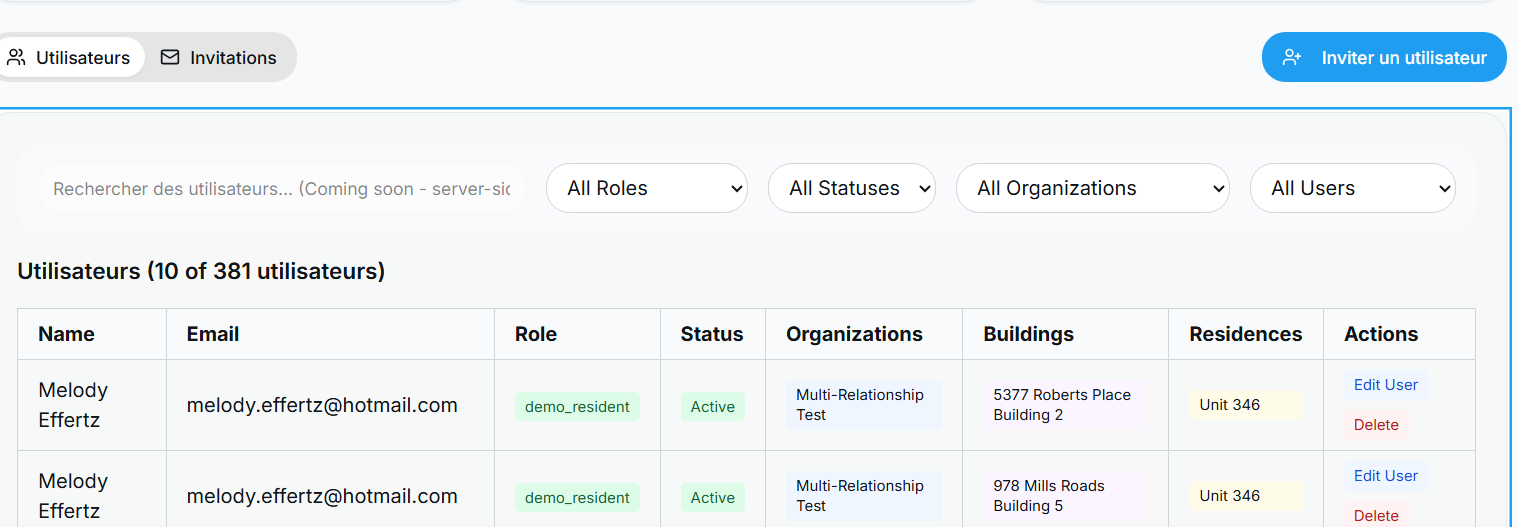 Utilisateurs
Invitations
Inviter un utilisateur
Rechercher des utilisateurs... (Coming soon - server-sid
All Roles
All Statuses
All Organizations
All Users
Utilisateurs (10 of 381 utilisateurs)
Name Email Role Status Organizations Buildings Residences Actions
Melody Effertz melody.effertz@hotmail.com demo_resident Active Multi-Relationship Test 5377 Roberts Place Building 2 Unit 346 Edit User Delete
Melody Effertz melody.effertz@hotmail.com demo_resident Active Multi-Relationship Test 978 Mills Roads Building 5 Unit 346 Edit User Delete